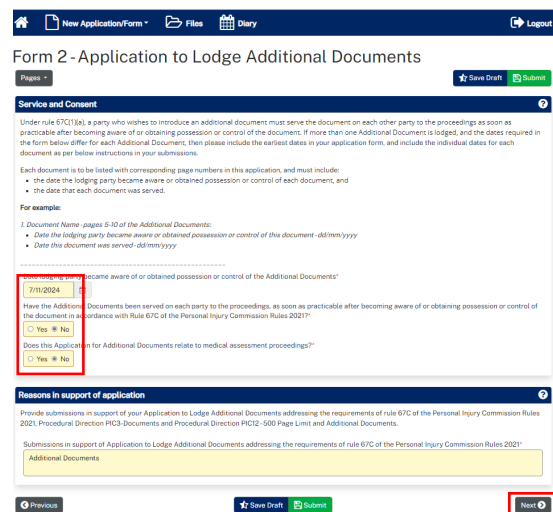 New Application/Form Files Diary Logout
Form 2 - Application to Lodge Additional Documents
Pages Save Draft Submit
Service and Consent ?
Under rule 67C(1)(a), a party who wishes to introduce an additional document must serve the document on each other party to the proceedings as soon as
practicable after becoming aware of or obtaining possession or control of the document. If more than one Additional Document is lodged, and the dates required in
the form below differ for each Additional Document, then please include the earliest dates in your application form, and include the individual dates for each
document as per below instructions in your submissions.
Each document is to be listed with corresponding page numbers in this application, and must include:
• the date the lodging party became aware or obtained possession or control of each document, and
• the date that each document was served.
For example:
1. Document Name - pages 5-10 of the Additional Documents:
• Date the lodging party became aware or obtained possession or control of this document - dd/mm/yyyy
• Date this document was served - dd/mm/yyyy
Date lodging party became aware of or obtained possession or control of the Additional Documents*
7/11/2024
Have the Additional Documents been served on each party to the proceedings, as soon as practicable after becoming aware of or obtaining possession or control of
the document in accordance with Rule 67C of the Personal Injury Commission Rules 2021?*
Yes No
Does this Application for Additional Documents relate to medical assessment proceedings?*
Yes No
Reasons in support of application ?
Provide submissions in support of your Application to Lodge Additional Documents addressing the requirements of rule 67C of the Personal Injury Commission Rules
2021, Procedural Direction PIC3-Documents and Procedural Direction PIC12 - 500 Page Limit and Additional Documents.
Submissions in support of Application to Lodge Additional Documents addressing the requirements of rule 67C of the Personal Injury Commission Rules 2021*
Additional Documents
Previous Save Draft Submit Next